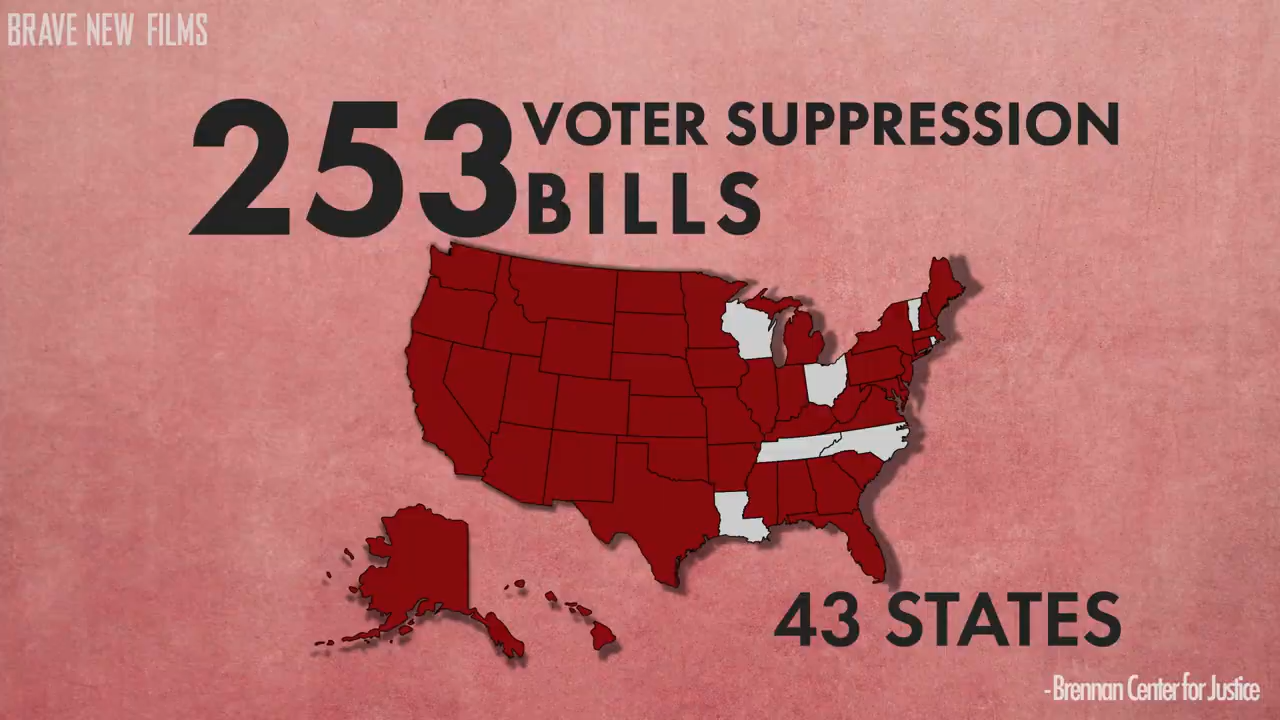 BRAVE NEW FILMS
253 VOTER SUPPRESSION
BILLS
43 STATES
-Brennan Center for Justice